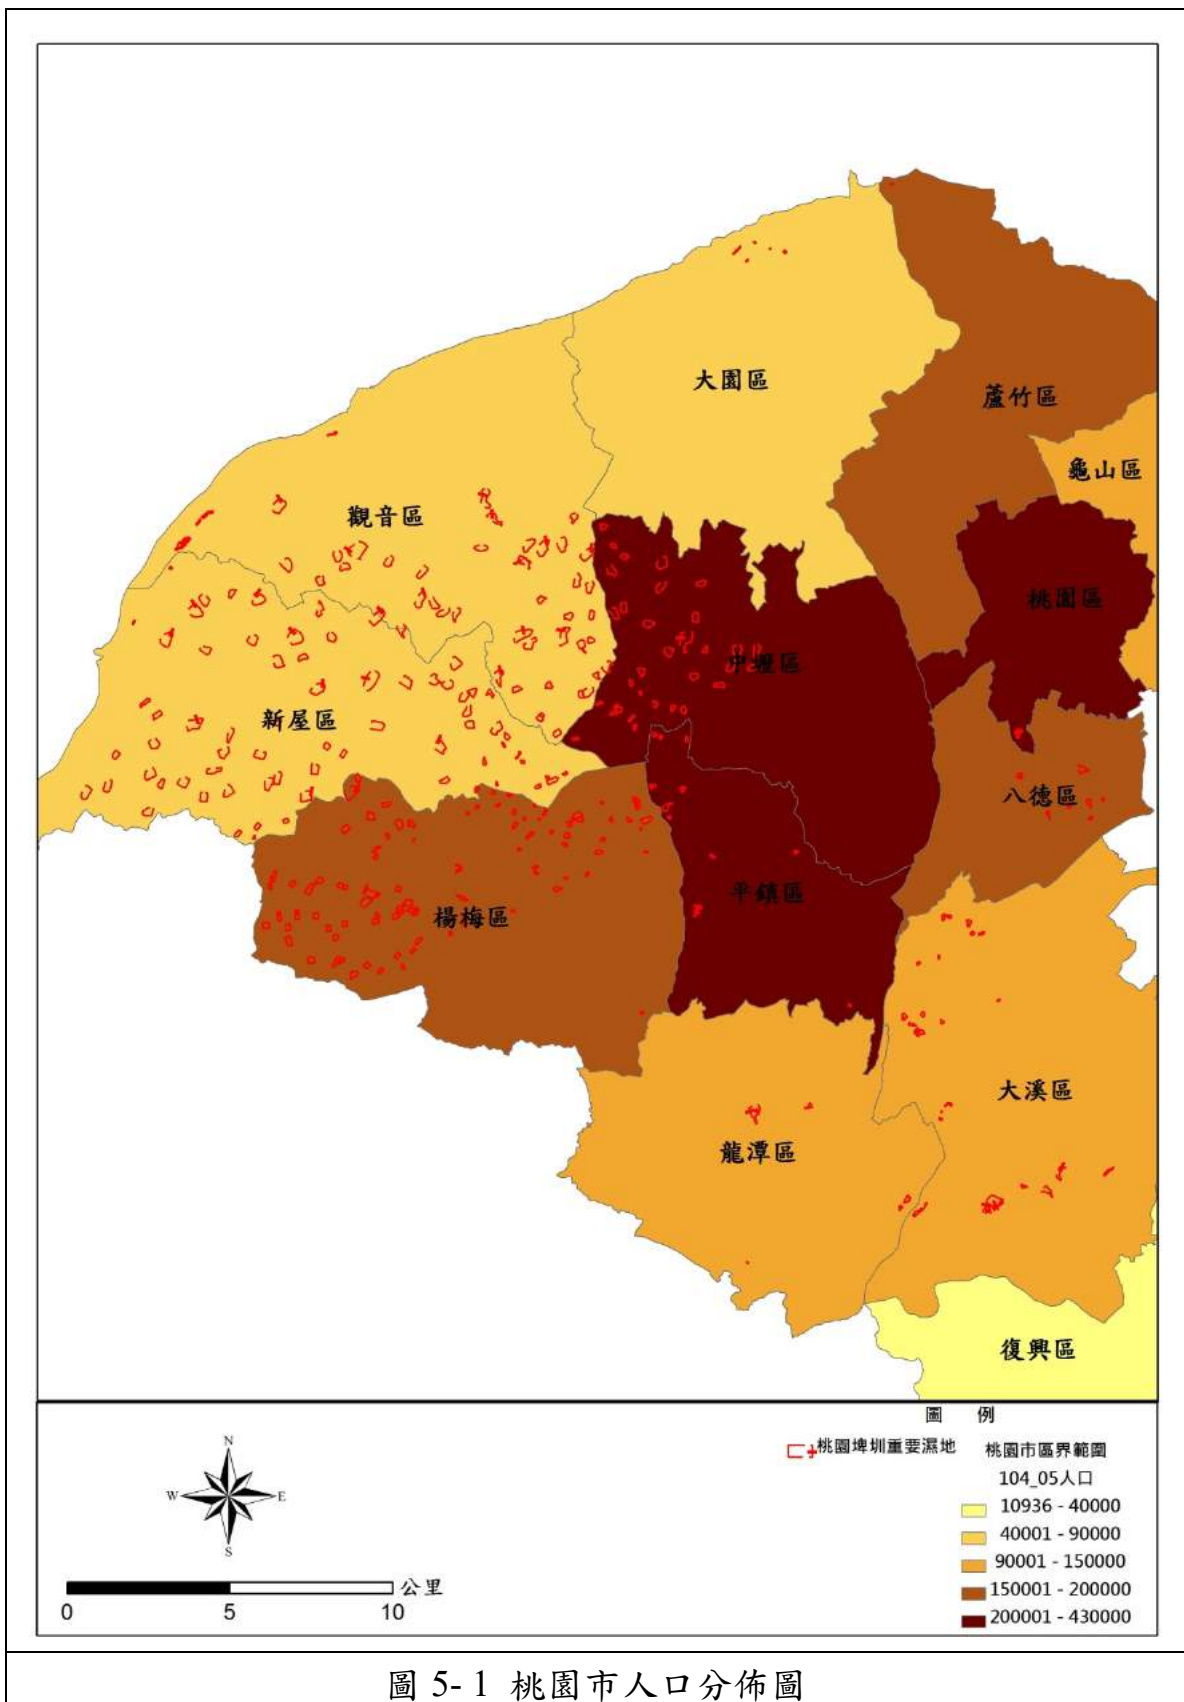 大園區
蘆竹區
龜山區
觀音區
桃園區
中壢區
新屋區
八德區
平鎮區
楊梅區
大溪區
龍潭區
復興區
圖 例
桃園埤圳重要濕地
桃園市區界範圍
104_05人口
10936 - 40000
40001 - 90000
90001 - 150000
150001 - 200000
200001 - 430000
N
W
E
S
公里
0 5 10
圖 5- 1 桃園市人口分佈圖